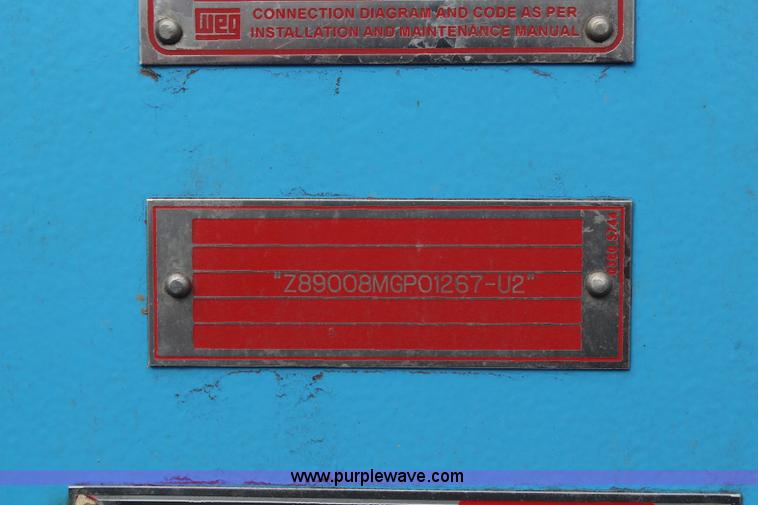 WEG
CONNECTION DIAGRAM AND CODE AS PER
INSTALLATION AND MAINTENANCE MANUAL
"Z89008MGP01267-U2"
www.purplewave.com